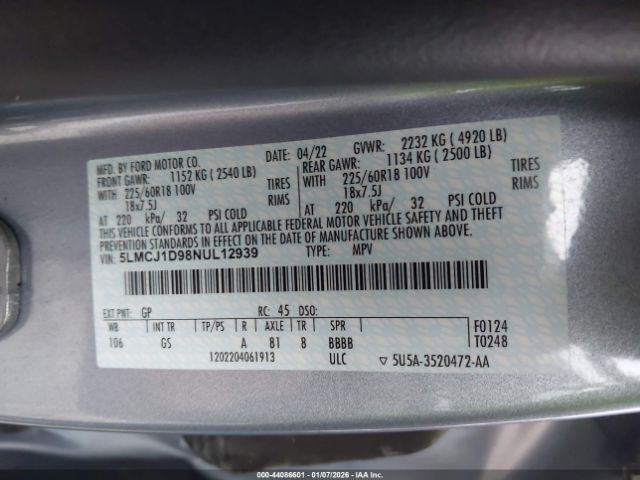 MFD. BY FORD MOTOR CO. 04/22 GVWR: 2232 KG ( 4920 LB)
FRONT GAWR: 1152 KG ( 2540 LB) REAR GAWR: 1134 KG ( 2500 LB)
WITH 225/60R18 100V TIRES WITH 225/60R18 100V TIRES
18x7.5J RIMS 18x7.5J RIMS
AT 220 kPa/ 32 PSI COLD AT 220 kPa/ 32 PSI COLD
THIS VEHICLE CONFORMS TO ALL APPLICABLE FEDERAL MOTOR VEHICLE SAFETY AND THEFT
PREVENTION STANDARDS IN EFFECT ON THE DATE OF MANUFACTURE SHOWN ABOVE.
VIN: 5LMCJ1D98NUL12939 TYPE: MPV
EXT PNT: GP RC: 45 DSO:
WB INT TR TP/PS R AXLE TR SPR F0124
106 GS A 81 8 BBBB T0248
1202204061913 ULC ▽ 5U5A-3520472-AA
000-44086601 - 01/07/2026 - IAAI.COM